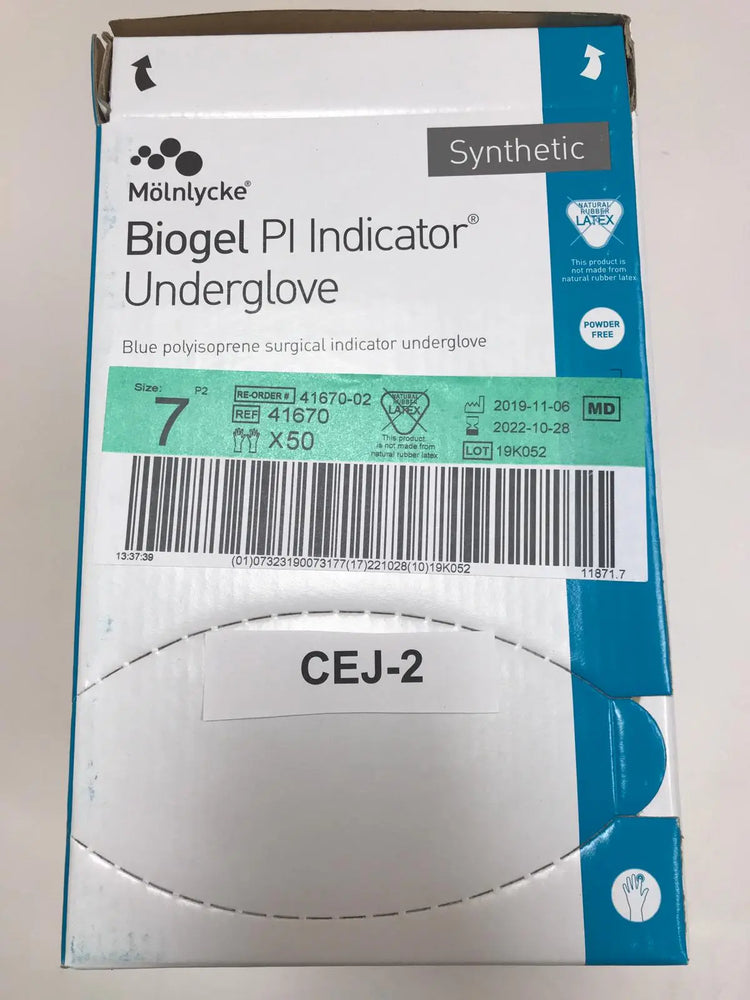 Synthetic
Mölnlycke®
Biogel PI Indicator®
Underglove
Blue polyisoprene surgical indicator underglove
NATURAL
RUBBER
LATEX
This product is
not made from
natural rubber latex
POWDER
FREE
Size: 7 P2
RE-ORDER # 41670-02
REF 41670
X50
NATURAL
RUBBER
LATEX
This product
is not made from
natural rubber latex
2019-11-06
2022-10-28
LOT 19K052
MD
13:37:39
(01)07323190073177(17)221028(10)19K052
11871.7
CEJ-2